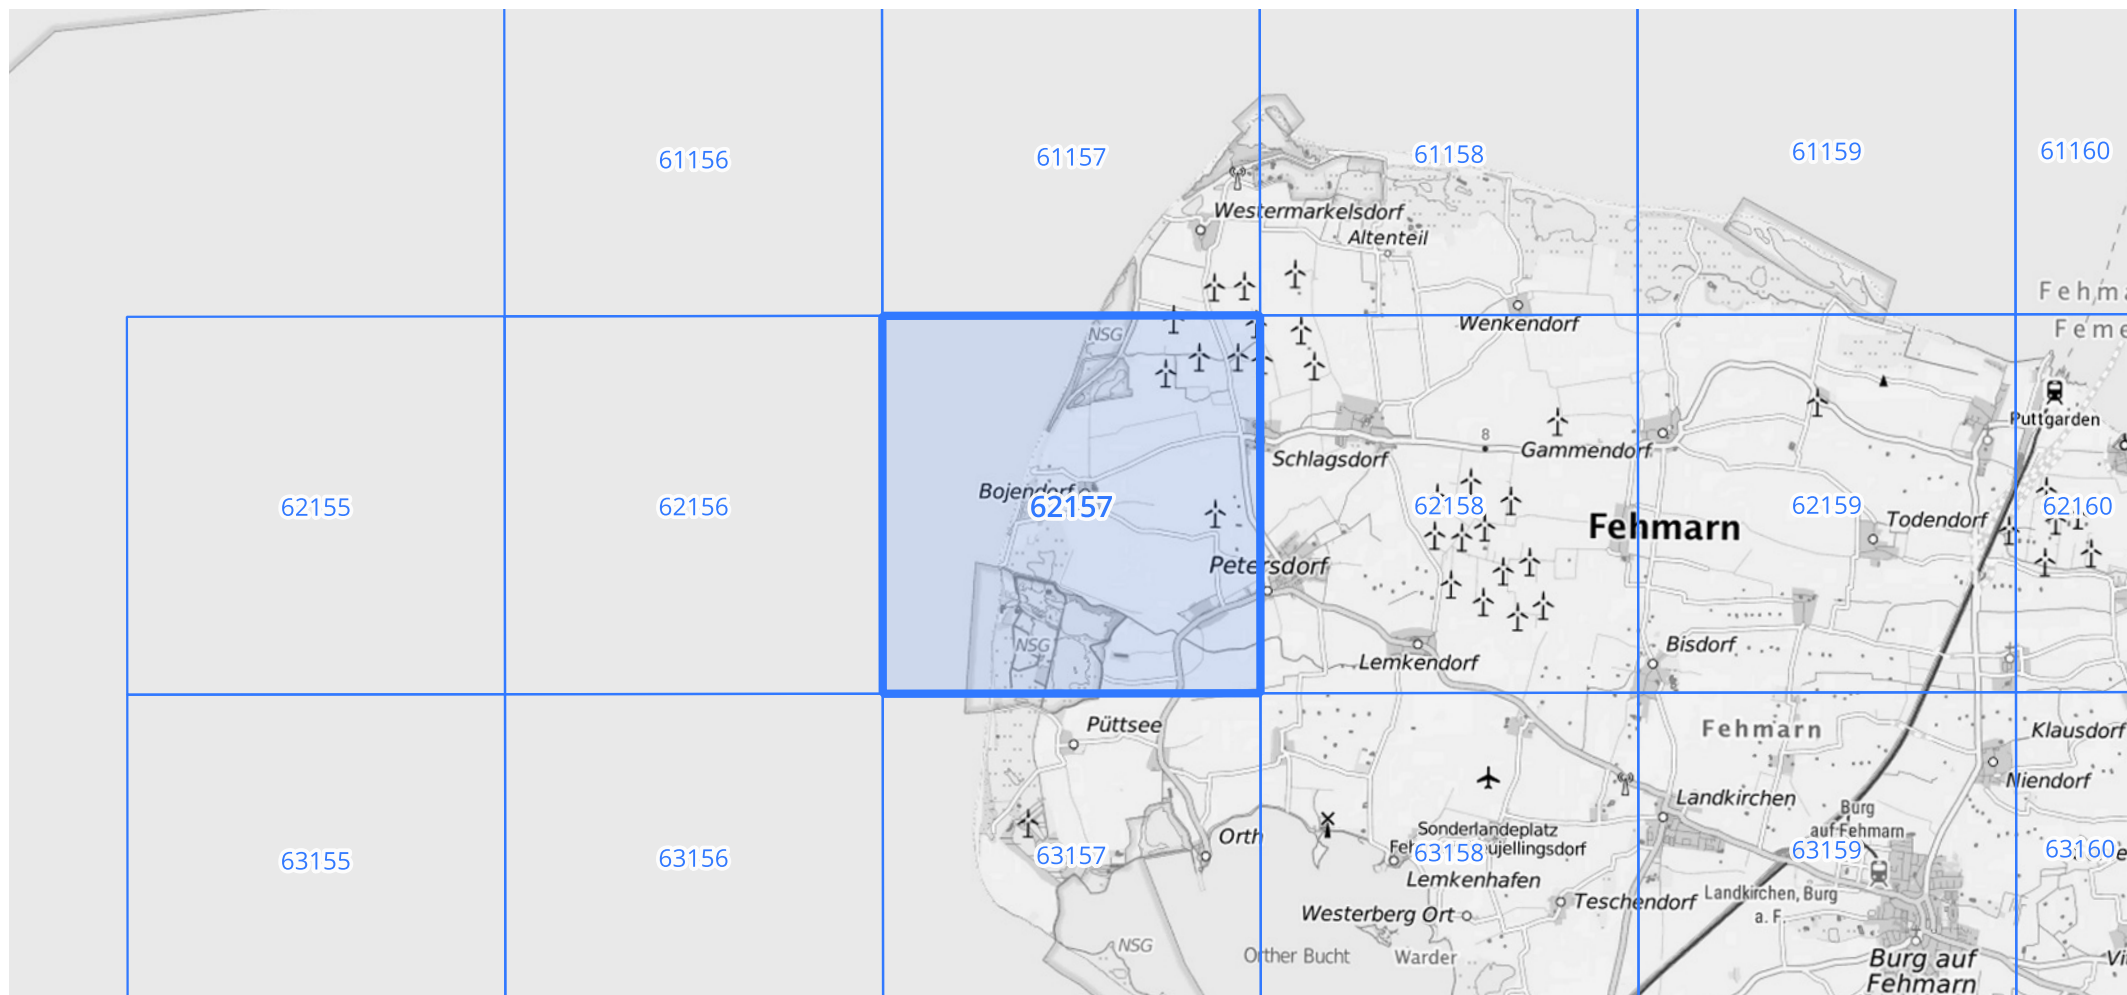 61156
61157
61158
61159
61160
Westermarkelsdorf
Altenteil
Wenkendorf
NSG
Puttgarden
8
Schlagsdorf
Gammendorf
Bojendorf
62155
62156
62157
62158
62159
62160
Fehmarn
Todendorf
Petersdorf
NSG
Bisdorf
Lemkendorf
Püttsee
Fehmarn
Klausdorf
Niendorf
Landkirchen
Burg
auf Fehmarn
Orth
Sonderlandeplatz
63155
63156
63157
63158
63159
63160
Lemkenhafen
Landkirchen, Burg
a. F.
Teschendorf
Westerberg Ort
NSG
Orther Bucht
Warder
Burg auf
Fehmarn